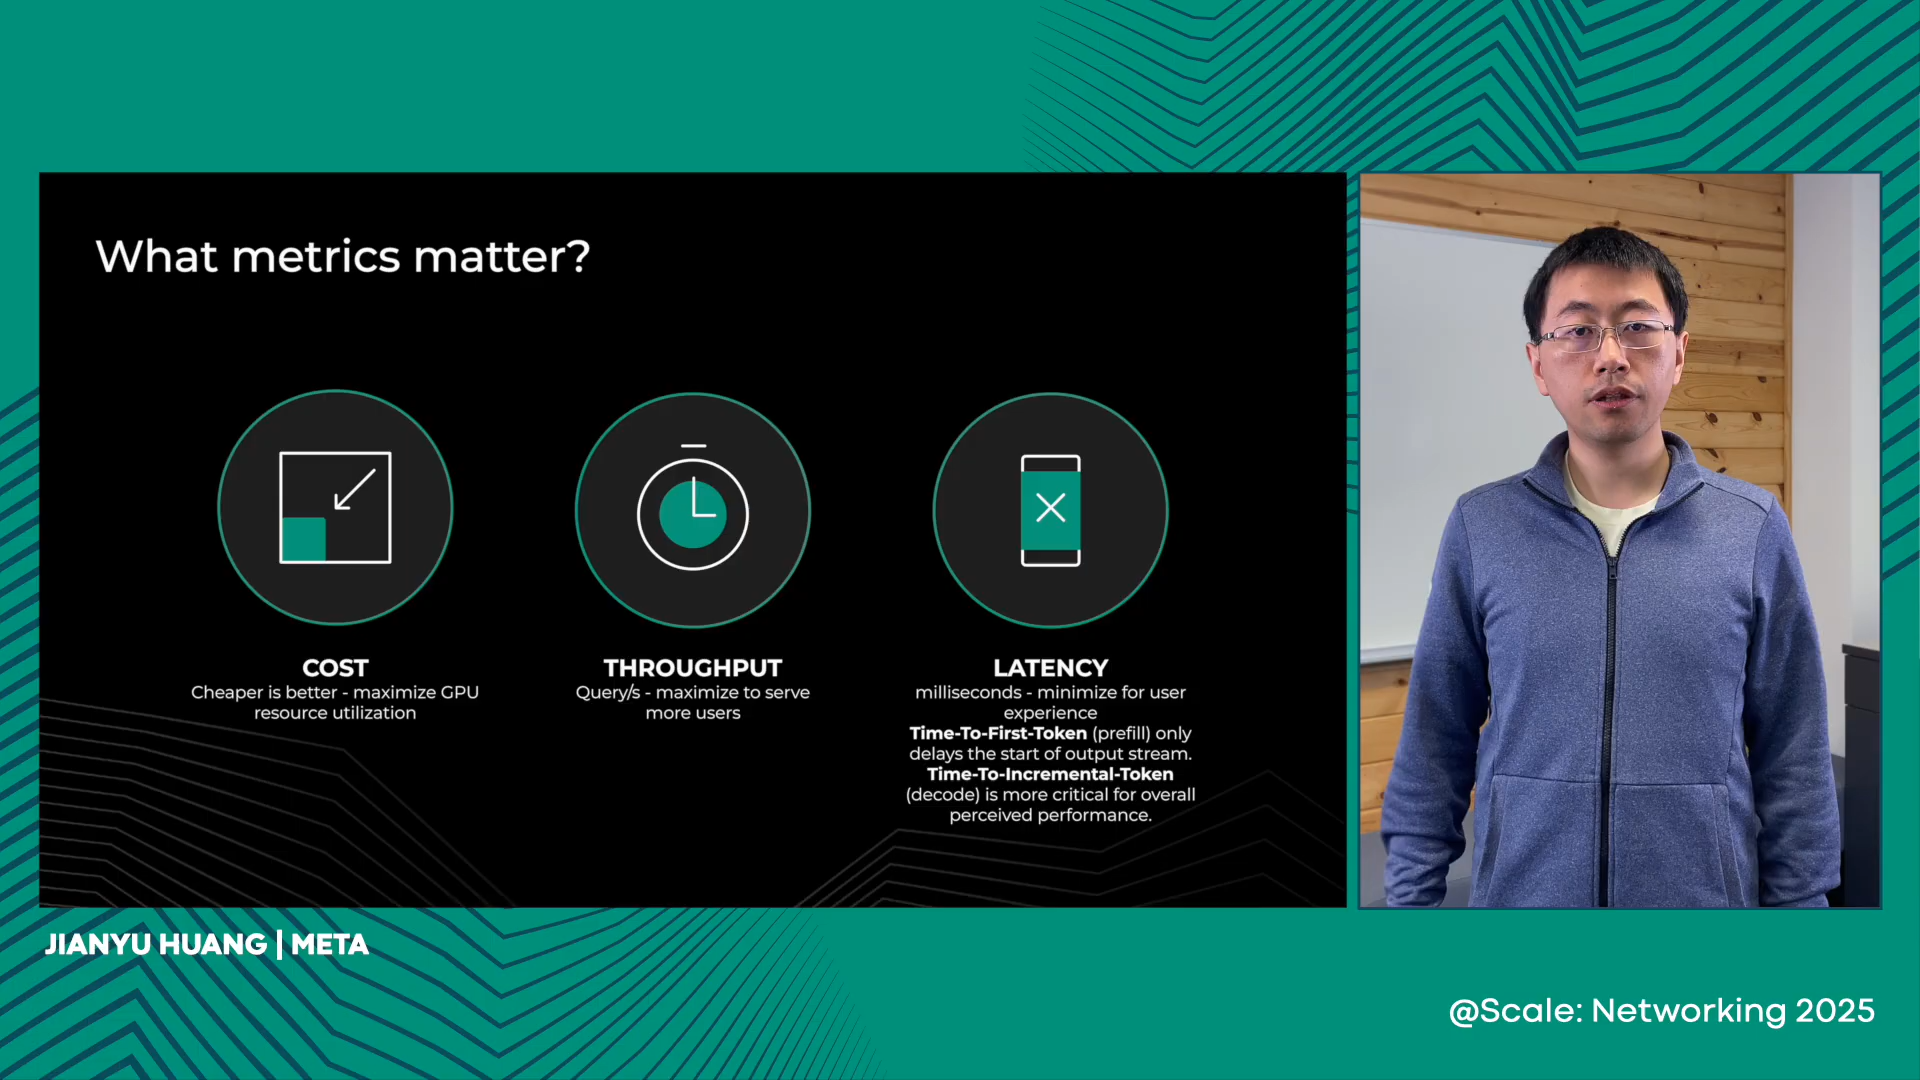 What metrics matter?
COST
Cheaper is better - maximize GPU
resource utilization
THROUGHPUT
Query/s - maximize to serve
more users
LATENCY
milliseconds - minimize for user
experience
Time-To-First-Token (prefill) only
delays the start of output stream.
Time-To-Incremental-Token
(decode) is more critical for overall
perceived performance.
JIANYU HUANG | META
@Scale: Networking 2025